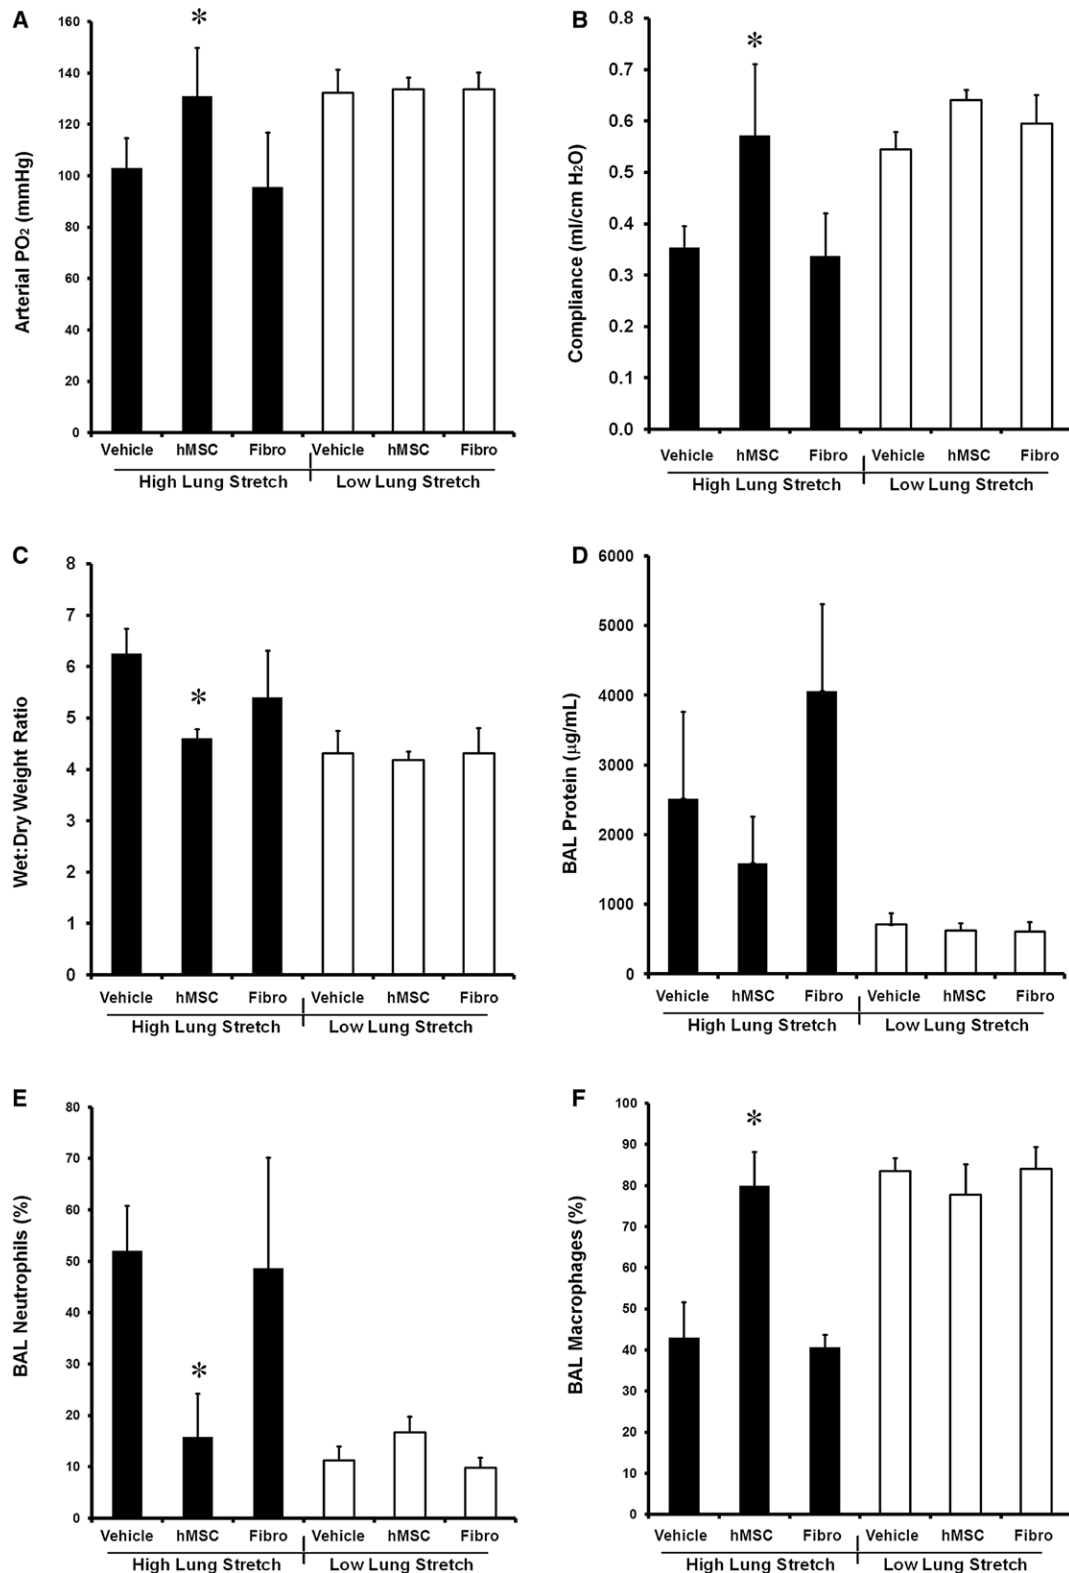 A
Arterial PO₂ (mmHg)
160
140
120
100
80
60
40
20
0
*
Vehicle hMSC Fibro Vehicle hMSC Fibro
High Lung Stretch Low Lung Stretch
B
Compliance (ml/cm H₂O)
0.8
0.7
0.6
0.5
0.4
0.3
0.2
0.1
0.0
*
Vehicle hMSC Fibro Vehicle hMSC Fibro
High Lung Stretch Low Lung Stretch
C
Wet:Dry Weight Ratio
8
7
6
5
4
3
2
1
0
*
Vehicle hMSC Fibro Vehicle hMSC Fibro
High Lung Stretch Low Lung Stretch
D
BAL Protein (µg/mL)
6000
5000
4000
3000
2000
1000
0
Vehicle hMSC Fibro Vehicle hMSC Fibro
High Lung Stretch Low Lung Stretch
E
BAL Neutrophils (%)
80
70
60
50
40
30
20
10
0
*
Vehicle hMSC Fibro Vehicle hMSC Fibro
High Lung Stretch Low Lung Stretch
F
BAL Macrophages (%)
100
90
80
70
60
50
40
30
20
10
0
*
Vehicle hMSC Fibro Vehicle hMSC Fibro
High Lung Stretch Low Lung Stretch